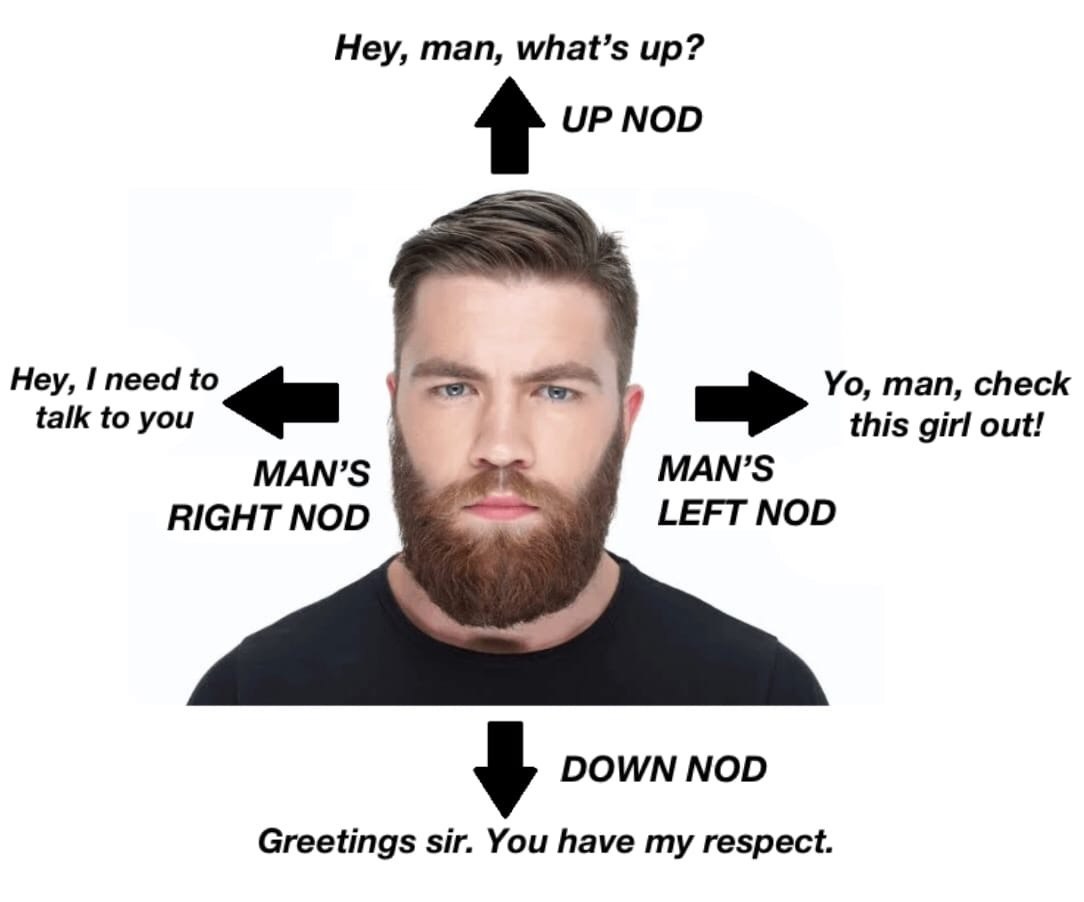 Hey, man, what's up?
UP NOD
Hey, I need to
talk to you
MAN'S
RIGHT NOD
Yo, man, check
this girl out!
MAN'S
LEFT NOD
DOWN NOD
Greetings sir. You have my respect.